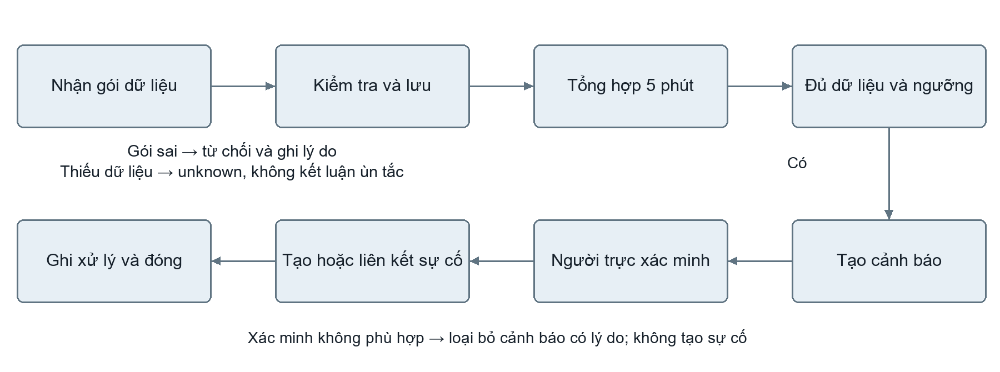 Nhận gói dữ liệu
Kiểm tra và lưu
Tổng hợp 5 phút
Đủ dữ liệu và ngưỡng
Gói sai → từ chối và ghi lý do
Thiếu dữ liệu → unknown, không kết luận ùn tắc
Có
Ghi xử lý và đóng
Tạo hoặc liên kết sự cố
Người trực xác minh
Tạo cảnh báo
Xác minh không phù hợp → loại bỏ cảnh báo có lý do; không tạo sự cố